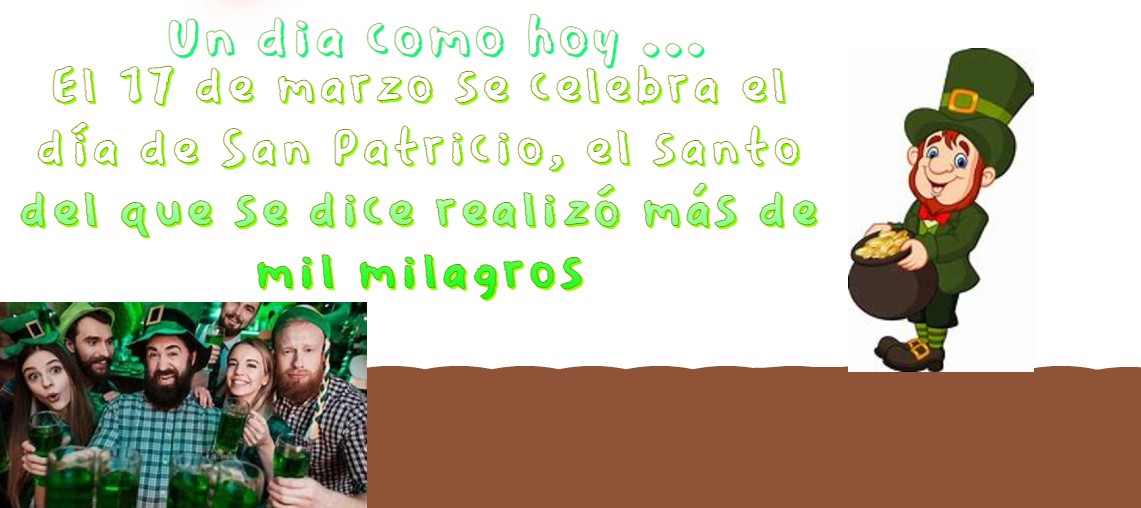 Un dia como hoy ...
El 17 de marzo se celebra el
día de San Patricio, el santo
del que se dice realizó más de
mil milagros